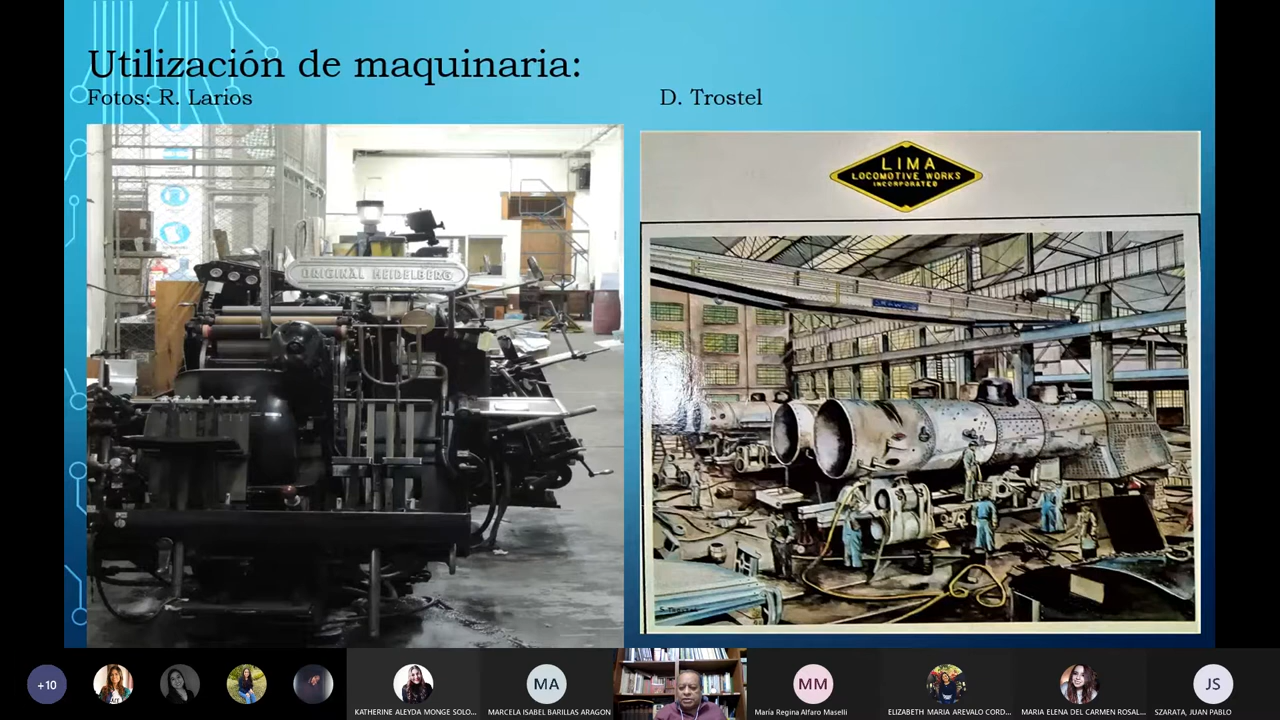 Utilización de maquinaria:
Fotos: R. Larios
D. Trostel
ORIGINAL HEIDELBERG
LIMA
LOCOMOTIVE WORKS
INCORPORATED
+10
KATHERINE ALEYDA MONGE SOLO...
MA
MARCELA ISABEL BARILLAS ARAGON
MM
María Regina Alfaro Maselli
ELIZABETH MARIA AREVALO CORD...
MARIA ELENA DEL CARMEN ROSAL...
JS
SZARATA, JUAN PABLO